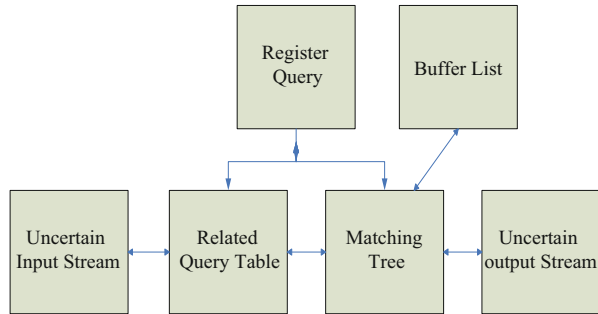 Register
Query
Buffer List
Uncertain
Input Stream
Related
Query Table
Matching
Tree
Uncertain
output Stream